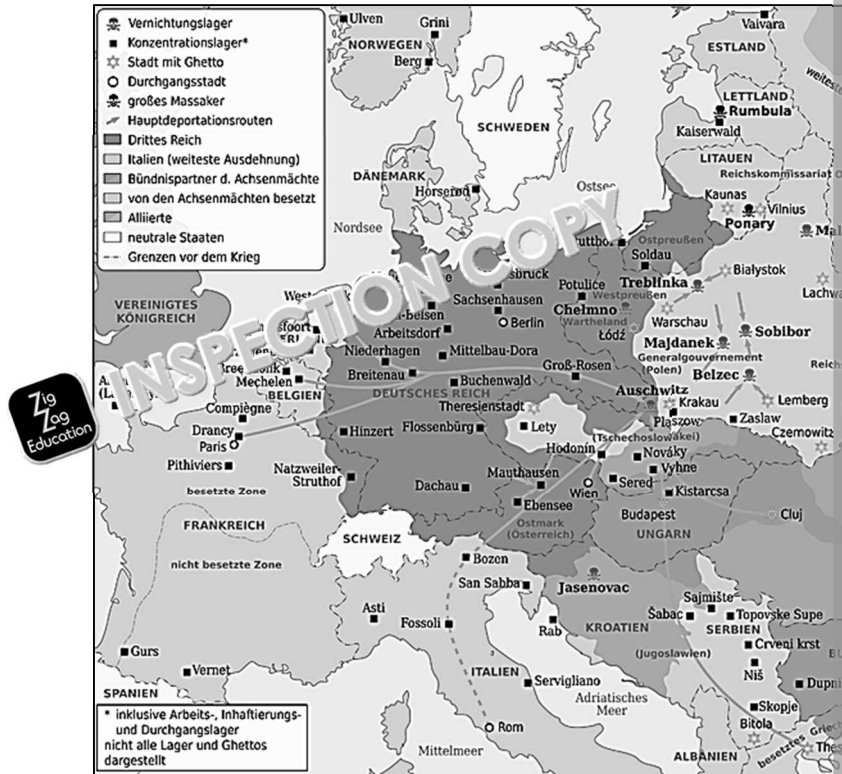 Vernichtungslager
Konzentrationslager*
Stadt mit Ghetto
Durchgangsstadt
großes Massaker
Hauptdeportationsrouten
Drittes Reich
Italien (weiteste Ausdehnung)
Bündnispartner d. Achsenmächte
von den Achsenmächten besetzt
Alliierte
neutrale Staaten
Grenzen vor dem Krieg
Ulven
Grini
NORWEGEN
Berg
Vaivara
ESTLAND
LETTLAND
Rumbula
Kaiserwald
SCHWEDEN
LITAUEN
Reichskommissariat
DÄNEMARK
Horserød
Ostsee
Kaunas
Vilnius
Ponary
Nordsee
Ostpreußen
Soldau
Treblinka
Białystok
VEREINIGTES
KÖNIGREICH
Sachsenhausen
Potulice
Westpreußen
Chełmno
(Wartheland)
Łódź
Warschau
Berlin
Arbeitsdorf
Majdanek
Sobibor
Generalgouvernement
(Polen)
Niederhagen
Mittelbau-Dora
Breitenau
Buchenwald
Groß-Rosen
Belzec
Mechelen
BELGIEN
DEUTSCHES REICH
Auschwitz
Krakau
Płaszow
Lemberg
Zaslaw
Czernowitz
Theresienstadt
Compiègne
Drancy
Paris
Hinzert
Flossenbürg
Lety
(Tschechoslowakei)
Hodonín
Nováky
Vyhne
Pithiviers
Natzweiler-
Struthof
Mauthausen
Sered
Kistarcsa
besetzte Zone
Dachau
Wien
Ebensee
Budapest
UNGARN
Cluj
FRANKREICH
Ostmark
(Österreich)
SCHWEIZ
nicht besetzte Zone
Bozen
San Sabba
Jasenovac
Sajmište
Asti
Fossoli
Rab
KROATIEN
Šabac
Topovske Supe
SERBIEN
Crveni krst
(Jugoslawien)
Niš
Gurs
Vernet
ITALIEN
Servigliano
Adriatisches
Meer
Skopje
Bitola
SPANIEN
Rom
Mittelmeer
ALBANIEN
besetztes
* inklusive Arbeits-, Inhaftierungs-
und Durchgangslager
nicht alle Lager und Ghettos
dargestellt
INSPECTION COPY
Zig
Zag
Education